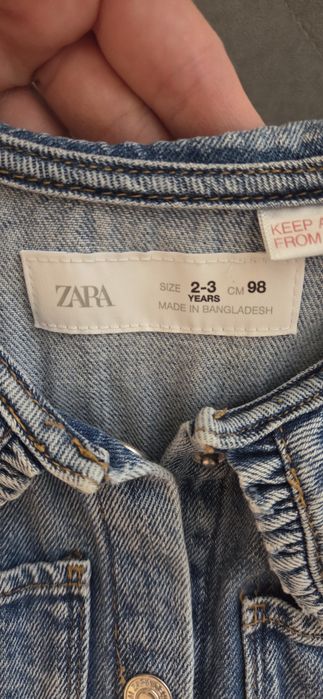 KEEP A
FROM
ZARA
SIZE 2-3 YEARS CM 98
MADE IN BANGLADESH